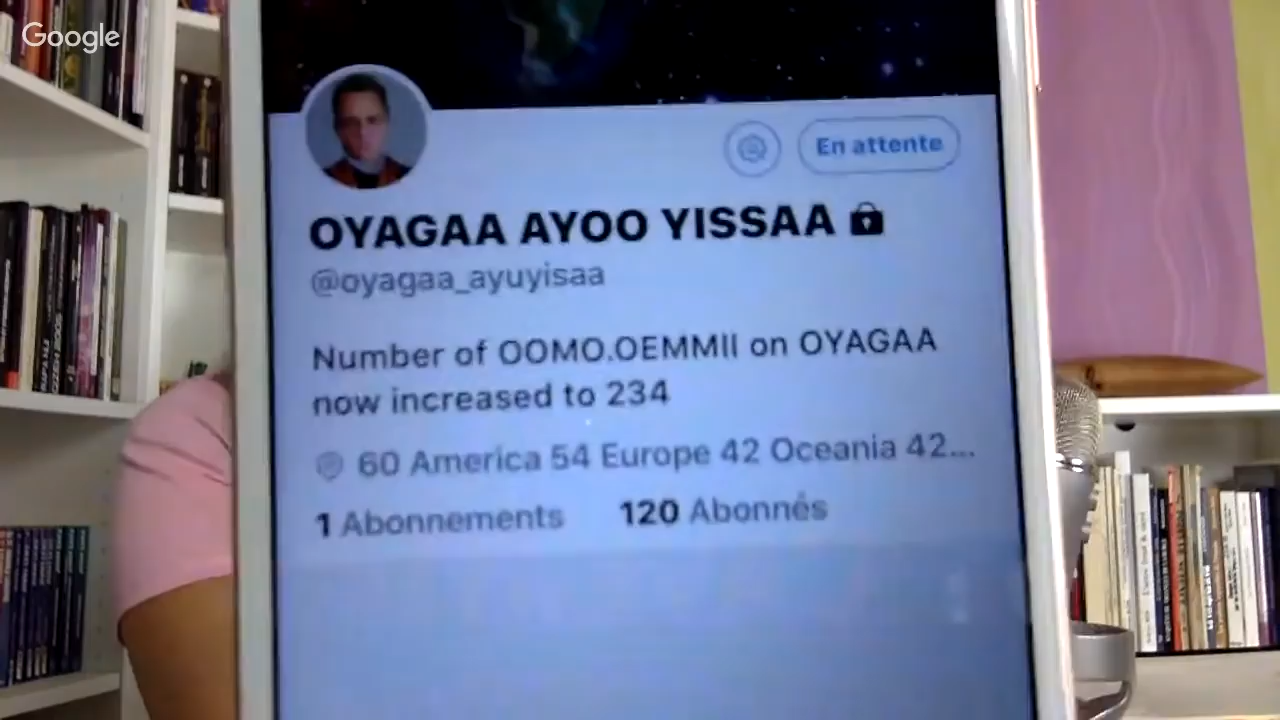 Google
En attente
OYAGAA AYOO YISSAA
@oyagaa_ayuyisaa
Number of OOMO.OEMMII on OYAGAA
now increased to 234
60 America 54 Europe 42 Oceania 42...
1 Abonnements 120 Abonnés